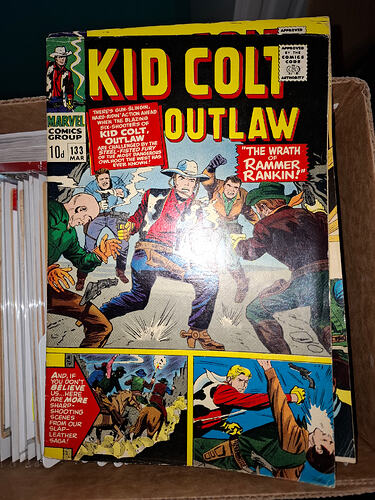 APPROVED
KID COLT
OUTLAW
APPROVED
BY THE
COMICS
CODE
AUTHORITY
MARVEL
COMICS
GROUP
10d 133
MAR
THERE'S GUN-SLINGIN',
HARD-RIDIN' ACTION AHEAD
WHEN THE BLAZING
SIX-SHOOTERS OF
KID COLT,
OUTLAW
ARE CHALLENGED BY THE
STEEL-FISTED FURY
OF THE MOST DANGEROUS
OWLHOOT THE WEST HAS
EVER KNOWN!
"THE WRATH
OF
RAMMER
RANKIN!"
AND, IF
YOU DON'T
BELIEVE
US...HERE
ARE MORE
SHARP-
SHOOTING
SCENES
FROM OUR
SLAP-
LEATHER
SAGA!